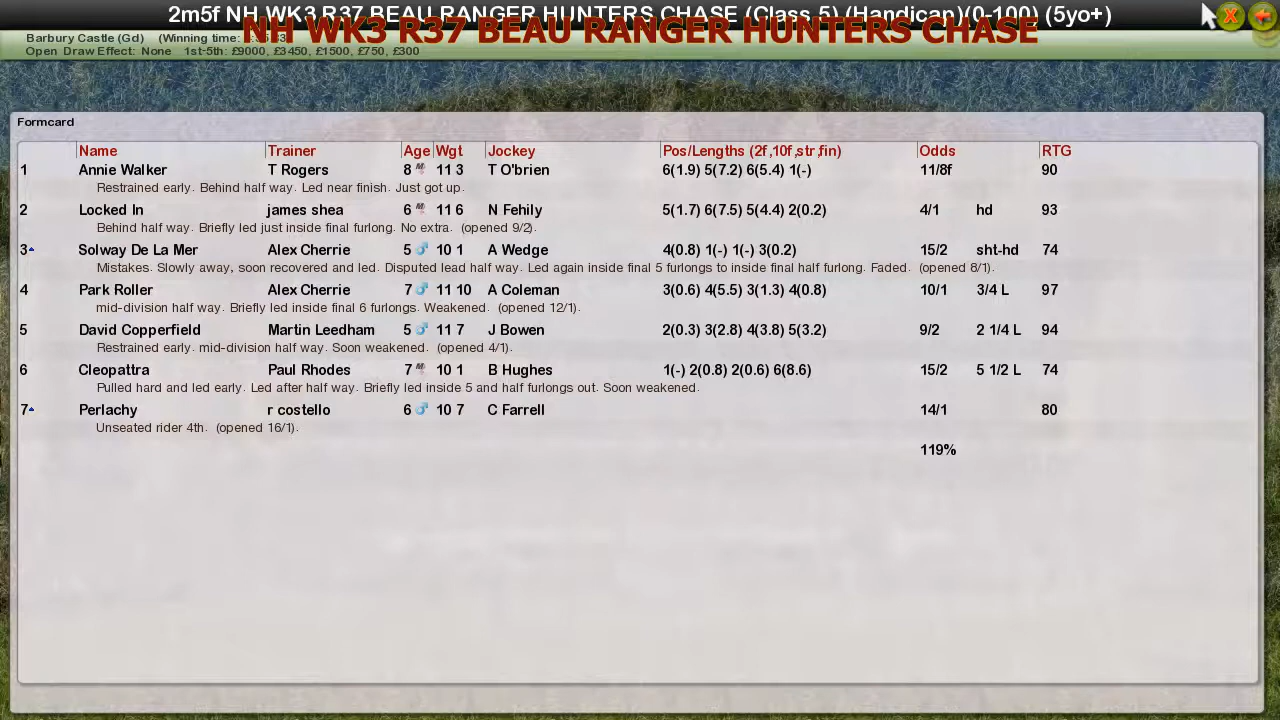 2m5f NH WK3 R37 BEAU RANGER HUNTERS CHASE (Class 5) (Handicap)(0-100) (5yo+)
NH WK3 R37 BEAU RANGER HUNTERS CHASE
Barbury Castle (Gd) (Winning time:
Open Draw Effect: None 1st-5th: £9000, £3450, £1500, £750, £300
Formcard
Name Trainer Age Wgt Jockey Pos/Lengths (2f,10f,str,fin) Odds RTG
1 Annie Walker T Rogers 8 11 3 T O'brien 6(1.9) 5(7.2) 6(5.4) 1(-) 11/8f 90
Restrained early. Behind half way. Led near finish. Just got up.
2 Locked In james shea 6 11 6 N Fehily 5(1.7) 6(7.5) 5(4.4) 2(0.2) 4/1 hd 93
Behind half way. Briefly led just inside final furlong. No extra. (opened 9/2).
3 Solway De La Mer Alex Cherrie 5 10 1 A Wedge 4(0.8) 1(-) 1(-) 3(0.2) 15/2 sht-hd 74
Mistakes. Slowly away, soon recovered and led. Disputed lead half way. Led again inside final 5 furlongs to inside final half furlong. Faded. (opened 8/1).
4 Park Roller Alex Cherrie 7 11 10 A Coleman 3(0.6) 4(5.5) 3(1.3) 4(0.8) 10/1 3/4 L 97
mid-division half way. Briefly led inside final 6 furlongs. Weakened. (opened 12/1).
5 David Copperfield Martin Leedham 5 11 7 J Bowen 2(0.3) 3(2.8) 4(3.8) 5(3.2) 9/2 2 1/4 L 94
Restrained early. mid-division half way. Soon weakened. (opened 4/1).
6 Cleopattra Paul Rhodes 7 10 1 B Hughes 1(-) 2(0.8) 2(0.6) 6(8.6) 15/2 5 1/2 L 74
Pulled hard and led early. Led after half way. Briefly led inside 5 and half furlongs out. Soon weakened.
7 Perlachy r costello 6 10 7 C Farrell 14/1 80
Unseated rider 4th. (opened 16/1).
119%